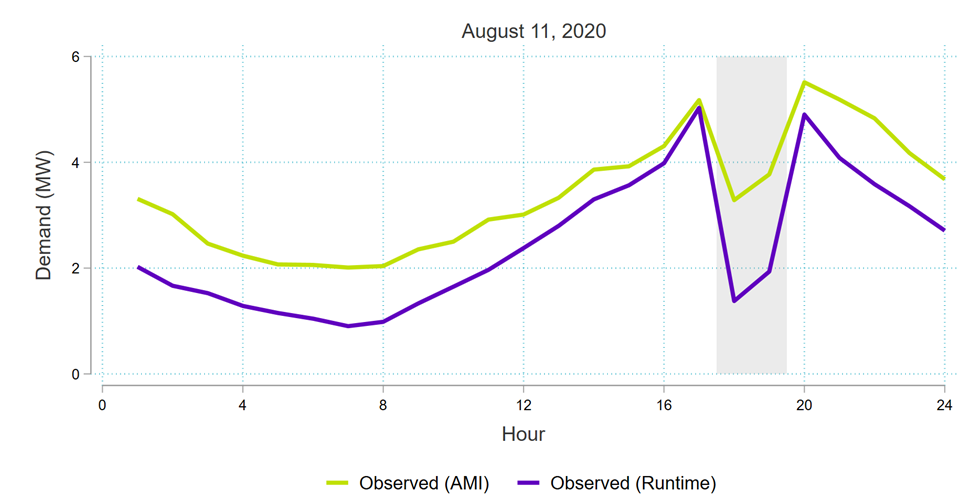 August 11, 2020
Demand (MW)
6
4
2
0
0 4 8 12 16 20 24
Hour
Observed (AMI) Observed (Runtime)